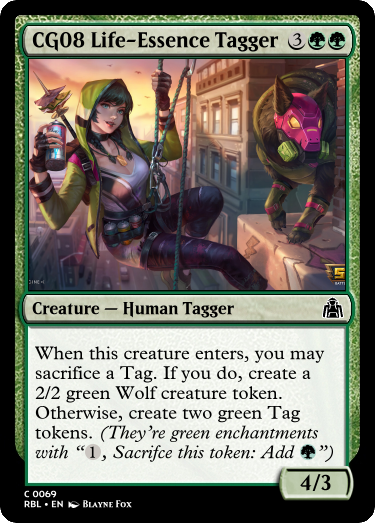 CG08 Life-Essence Tagger 3
Creature — Human Tagger
When this creature enters, you may
sacrifice a Tag. If you do, create a
2/2 green Wolf creature token.
Otherwise, create two green Tag
tokens. (They're green enchantments
with “1, Sacrifce this token: Add ”)
4/3
C 0069
RBL • EN Blayne Fox